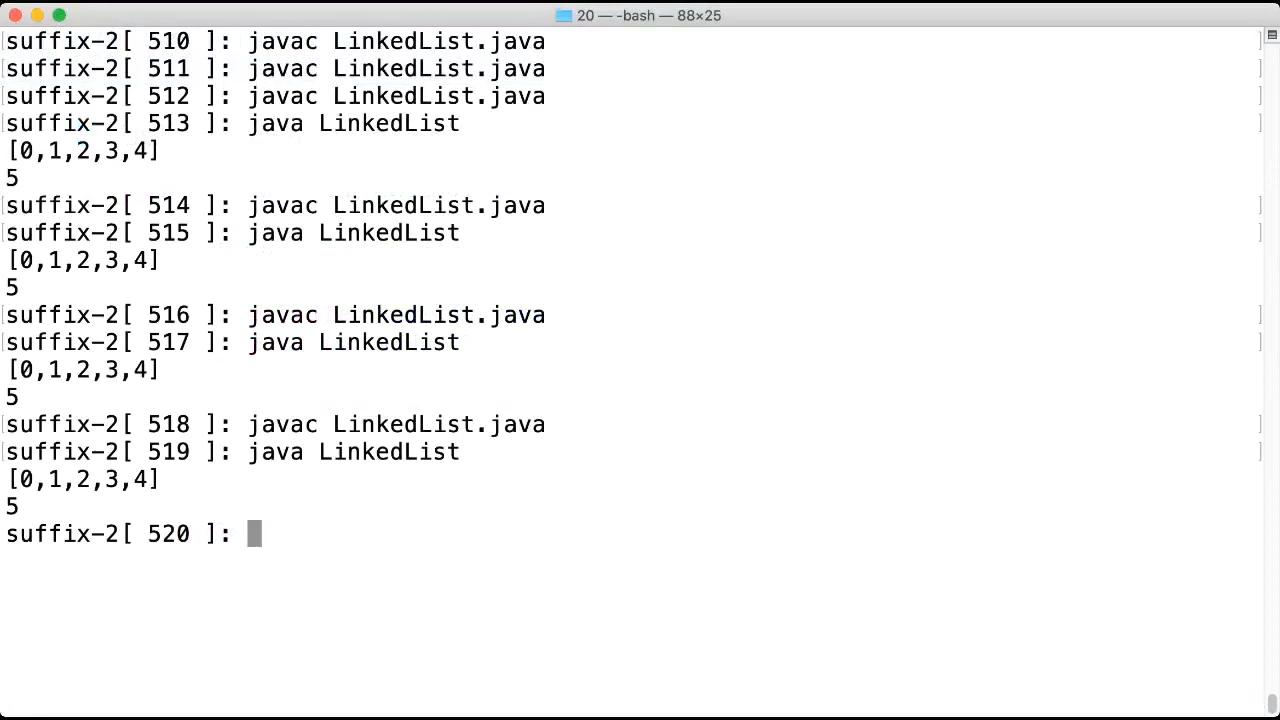 20 — -bash — 88×25
suffix-2[ 510 ]: javac LinkedList.java
suffix-2[ 511 ]: javac LinkedList.java
suffix-2[ 512 ]: javac LinkedList.java
suffix-2[ 513 ]: java LinkedList
[0,1,2,3,4]
5
suffix-2[ 514 ]: javac LinkedList.java
suffix-2[ 515 ]: java LinkedList
[0,1,2,3,4]
5
suffix-2[ 516 ]: javac LinkedList.java
suffix-2[ 517 ]: java LinkedList
[0,1,2,3,4]
5
suffix-2[ 518 ]: javac LinkedList.java
suffix-2[ 519 ]: java LinkedList
[0,1,2,3,4]
5
suffix-2[ 520 ]: